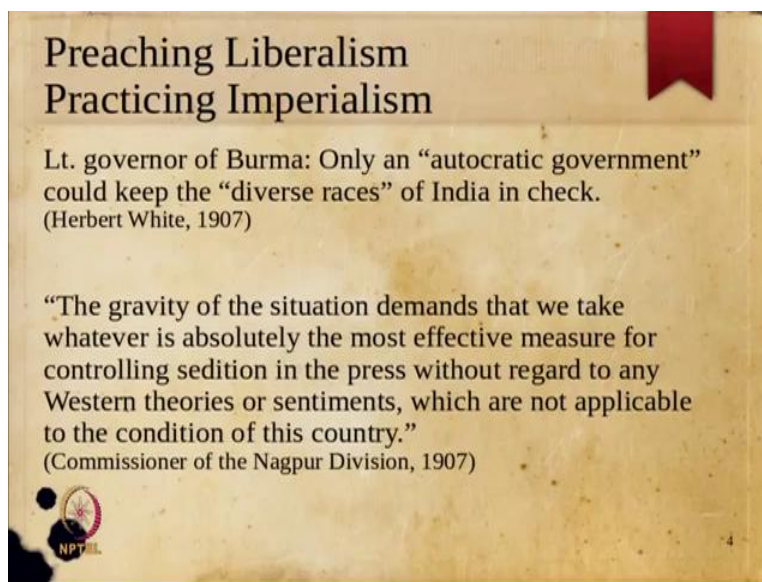 Preaching Liberalism
Practicing Imperialism
Lt. governor of Burma: Only an “autocratic government”
could keep the “diverse races” of India in check.
(Herbert White, 1907)
“The gravity of the situation demands that we take
whatever is absolutely the most effective measure for
controlling sedition in the press without regard to any
Western theories or sentiments, which are not applicable
to the condition of this country.”
(Commissioner of the Nagpur Division, 1907)
NPTEL
4